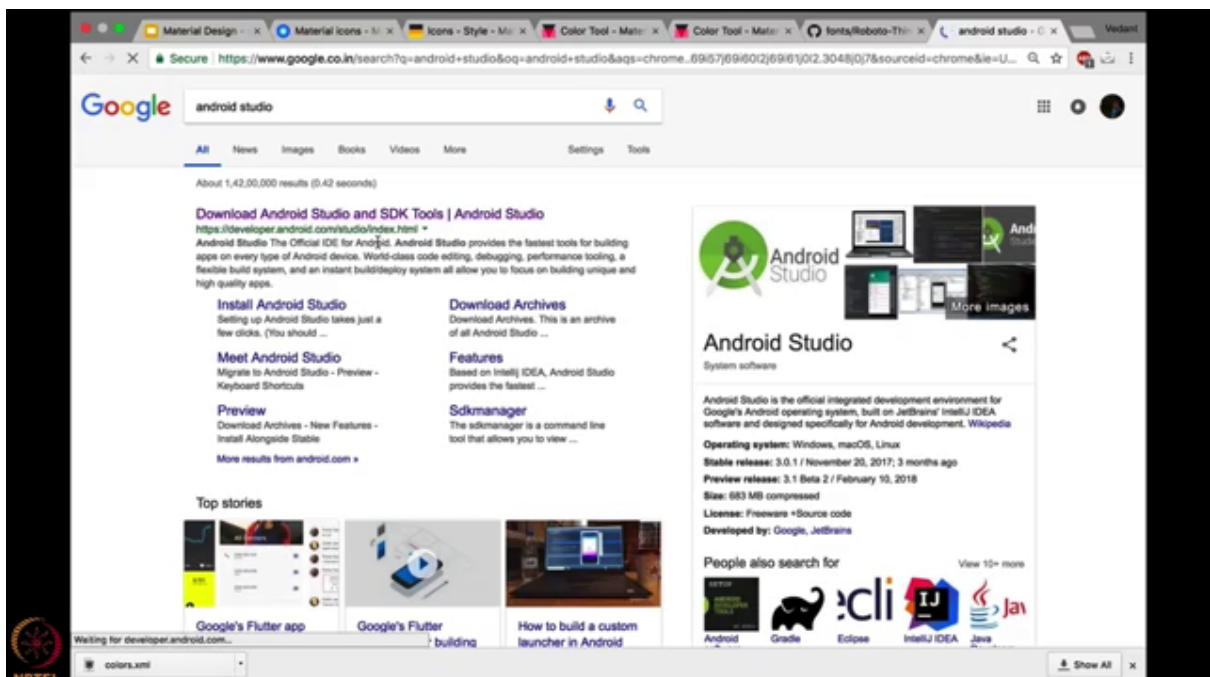 Material Design -
Material icons - M
Icons - Style - Ma
Color Tool - Mater
Color Tool - Mater
fonts/Roboto-Thin
android studio - G
Vedant
Secure https://www.google.co.in/search?q=android+studio&oq=android+studio&aqs=chrome..69i57j69i60l2j69i61j0l2.3048j0j7&sourceid=chrome&ie=U...
Google
android studio
All News Images Books Videos More Settings Tools
About 1,42,00,000 results (0.42 seconds)
Download Android Studio and SDK Tools | Android Studio
https://developer.android.com/studio/index.html
Android Studio The Official IDE for Android. Android Studio provides the fastest tools for building
apps on every type of Android device. World-class code editing, debugging, performance tooling, a
flexible build system, and an instant build/deploy system all allow you to focus on building unique and
high quality apps.
Install Android Studio
Setting up Android Studio takes just a
few clicks. (You should ...
Download Archives
Download Archives. This is an archive
of all Android Studio ...
Meet Android Studio
Migrate to Android Studio - Preview -
Keyboard Shortcuts
Features
Based on Intellij IDEA, Android Studio
provides the fastest ...
Preview
Download Archives - New Features -
Install Alongside Stable
Sdkmanager
The sdkmanager is a command line
tool that allows you to view ...
More results from android.com »
Top stories
Google's Flutter app
Google's Flutter
building
How to build a custom
launcher in Android
Android
Studio
And
Studi
More images
Android Studio
System software
Android Studio is the official integrated development environment for
Google's Android operating system, built on JetBrains' IntelliJ IDEA
software and designed specifically for Android development. Wikipedia
Operating system: Windows, macOS, Linux
Stable release: 3.0.1 / November 20, 2017; 3 months ago
Preview release: 3.1 Beta 2 / February 10, 2018
Size: 683 MB compressed
License: Freeware +Source code
Developed by: Google, JetBrains
People also search for
View 10+ more
ecli
IJ
Jav
Android
Gradle
Eclipse
IntelliJ IDEA
Java
Waiting for developer.android.com...
colors.xml
Show All
NPTEL